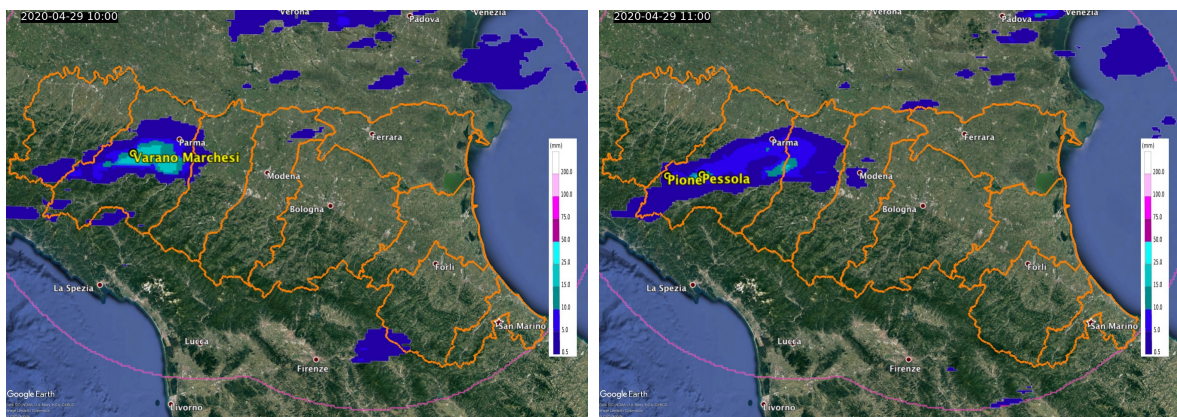 2020-04-29 10:00
Verona
Padova
Venezia
Parma
Varano Marchesi
Ferrara
Modena
Bologna
Forlì
La Spezia
San Marino
Lucca
Firenze
Livorno
Google Earth
(mm)
200.0
100.0
75.0
50.0
25.0
15.0
10.0
5.0
0.5
2020-04-29 11:00
Verona
Padova
Venezia
Parma
Pione
Pessola
Ferrara
Modena
Bologna
Forlì
La Spezia
San Marino
Lucca
Firenze
Livorno
Google Earth
(mm)
200.0
100.0
75.0
50.0
25.0
15.0
10.0
5.0
0.5